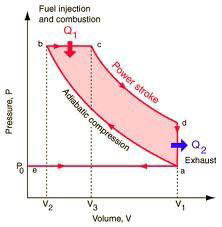 Fuel injection
and combustion
Q1
b
c
Power stroke
Adiabatic compression
d
Q2
Exhaust
a
P0
e
Pressure, P
V2
V3
V1
Volume, V